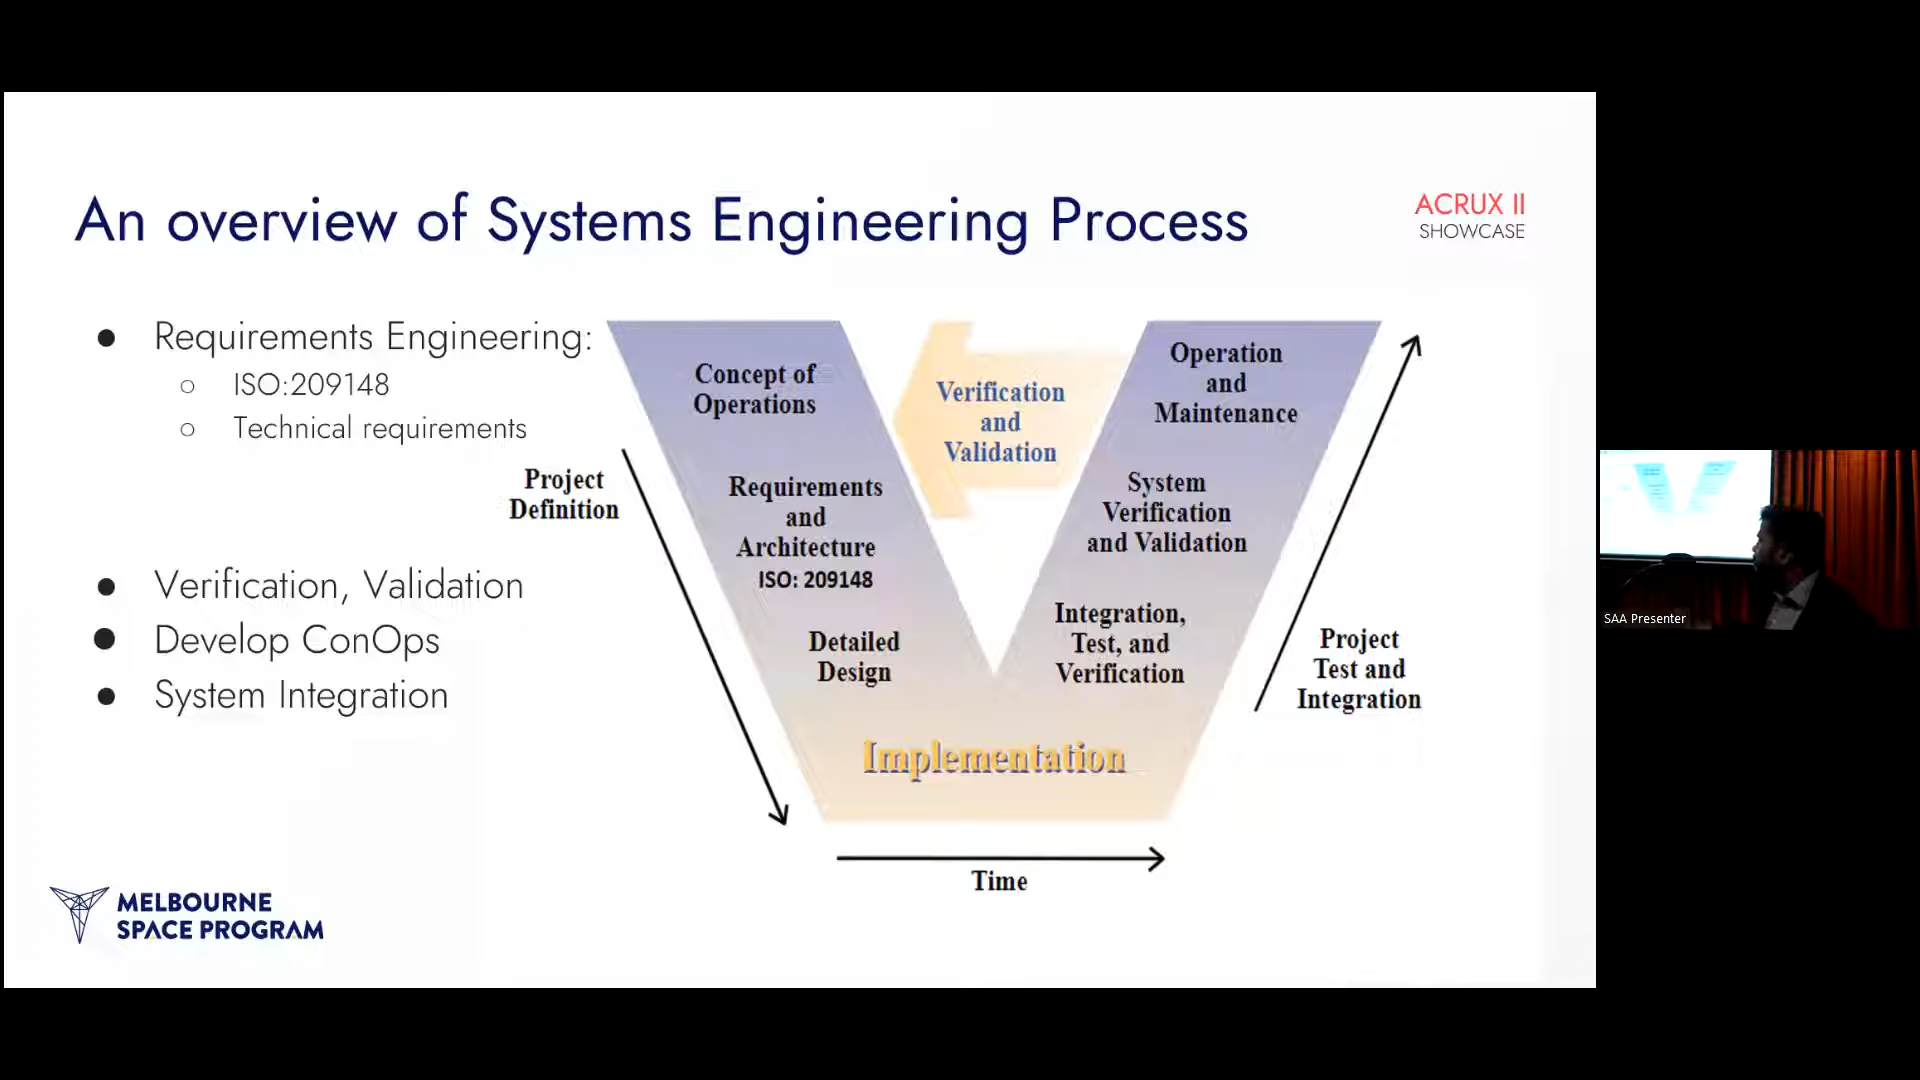 An overview of Systems Engineering Process
ACRUX II
SHOWCASE
● Requirements Engineering:
○ ISO:209148
○ Technical requirements
● Verification, Validation
● Develop ConOps
● System Integration
Project
Definition
Concept of
Operations
Requirements
and
Architecture
ISO: 209148
Detailed
Design
Implementation
Verification
and
Validation
Operation
and
Maintenance
System
Verification
and Validation
Integration,
Test, and
Verification
Project
Test and
Integration
Time
MELBOURNE
SPACE PROGRAM
SAA Presenter